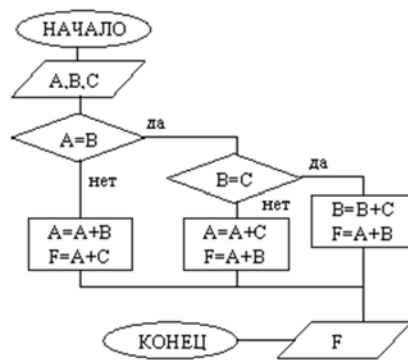 НАЧАЛО
A,B,C
A=B
да
нет
B=C
да
нет
A=A+B
F=A+C
A=A+C
F=A+B
B=B+C
F=A+B
КОНЕЦ
F